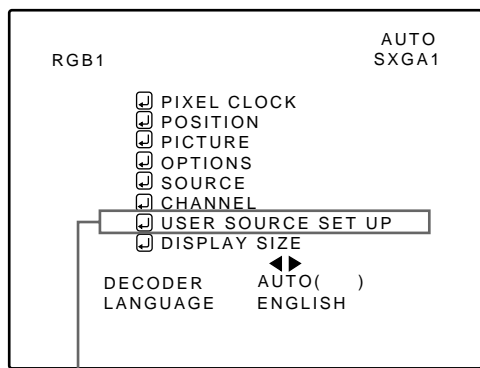 AUTO
RGB1 SXGA1
PIXEL CLOCK
POSITION
PICTURE
OPTIONS
SOURCE
CHANNEL
USER SOURCE SET UP
DISPLAY SIZE
DECODER AUTO( )
LANGUAGE ENGLISH